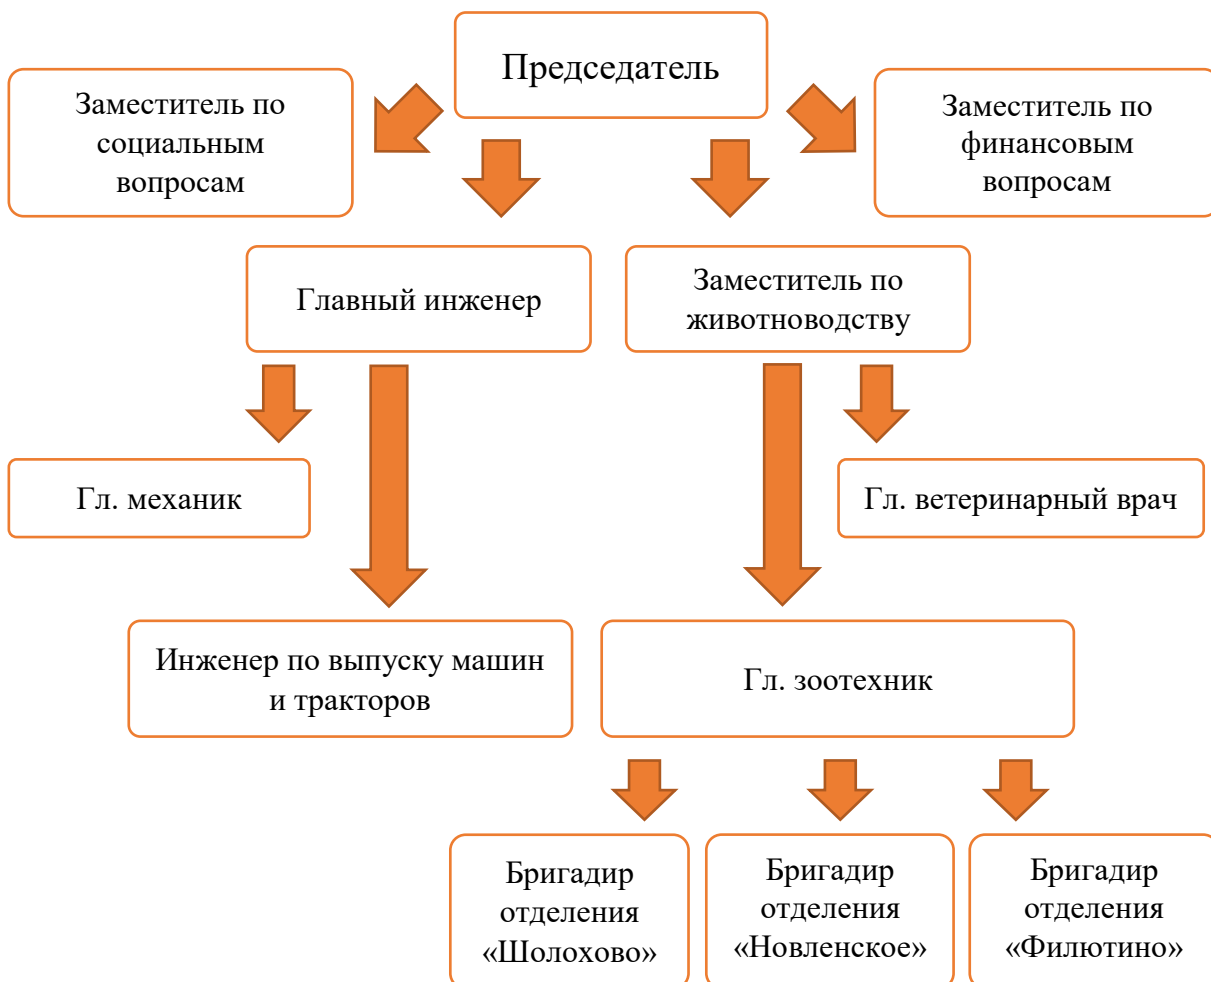 Председатель
Заместитель по
социальным
вопросам
Заместитель по
финансовым
вопросам
Главный инженер
Заместитель по
животноводству
Гл. механик
Гл. ветеринарный врач
Инженер по выпуску машин
и тракторов
Гл. зоотехник
Бригадир
отделения
«Шолохово»
Бригадир
отделения
«Новленское»
Бригадир
отделения
«Филютино»